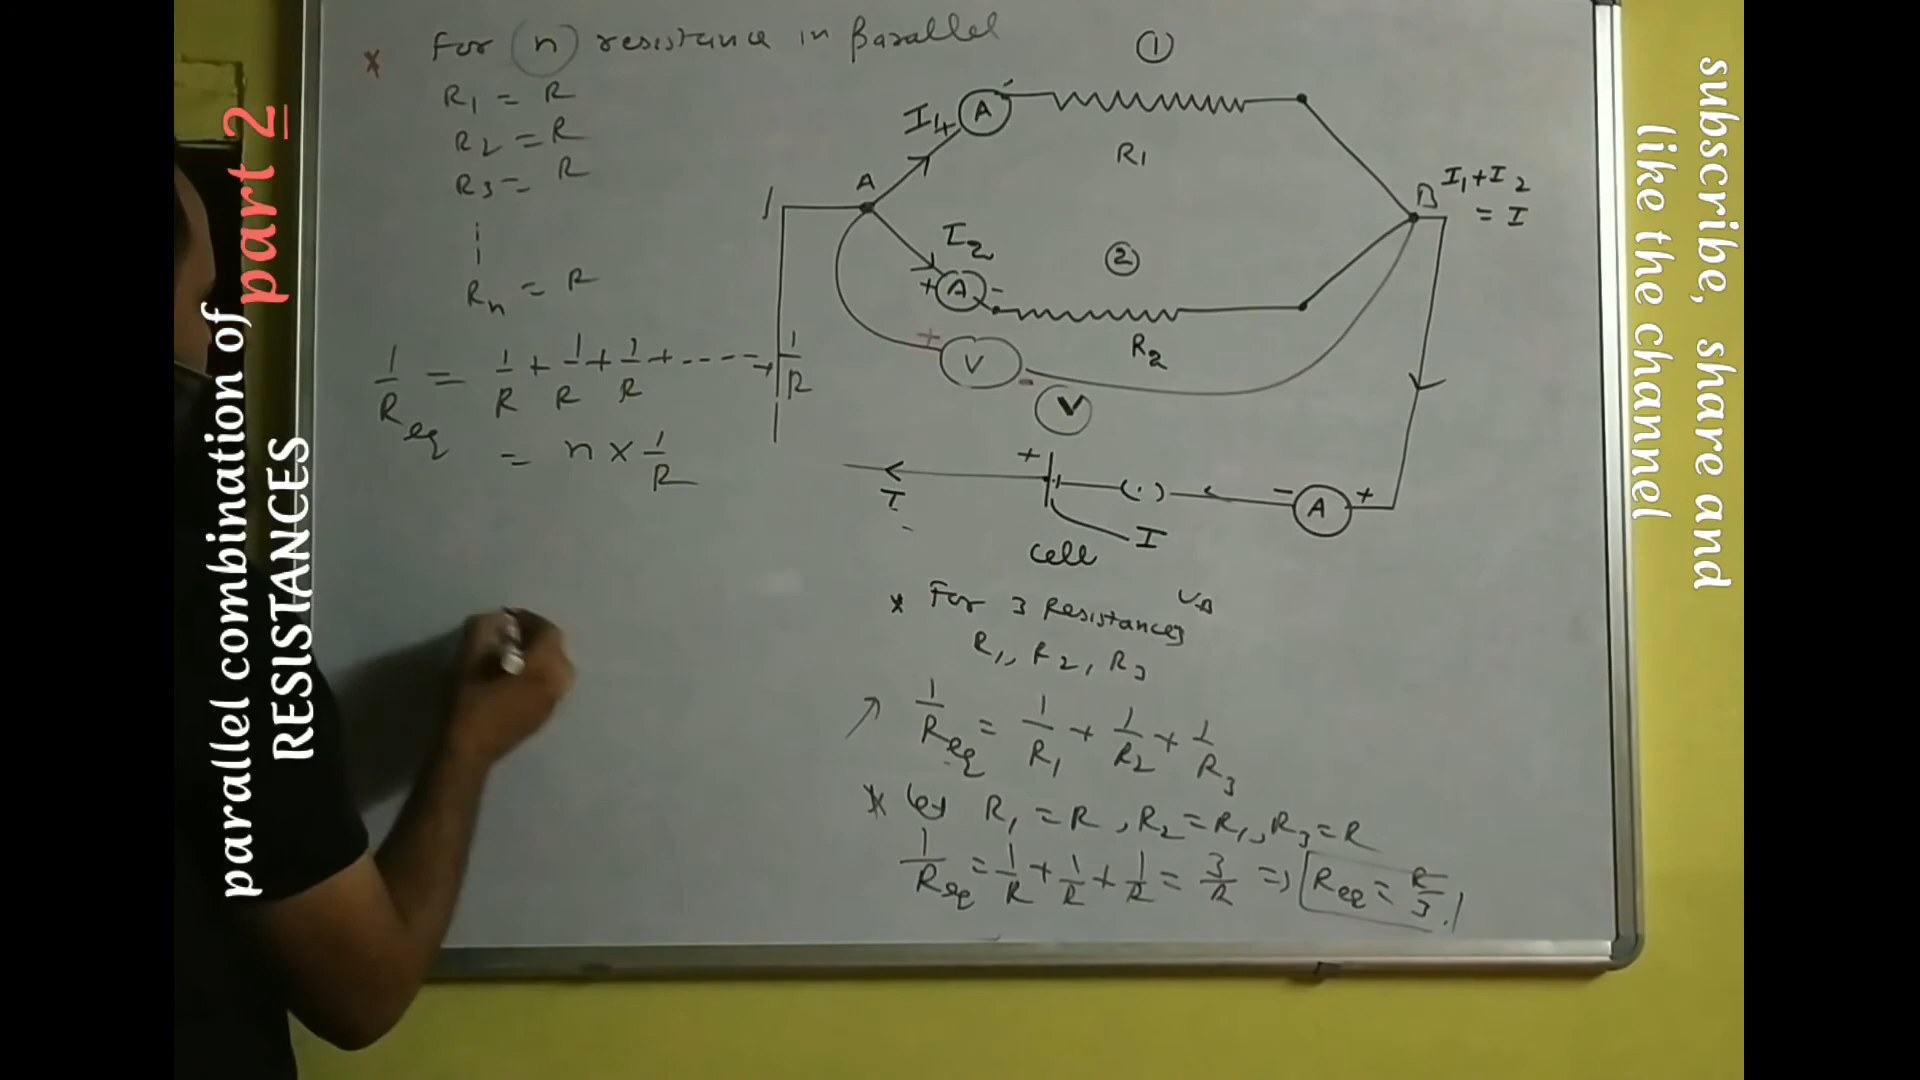 parallel combination of
RESISTANCES
part 2
* For (n) resistance in Parallel
R1 = R
R2 = R
R3 = R
Rn = R
1/Req = 1/R + 1/R + 1/R + ----- + 1/R
= n × 1/R
①
A
R1
A
I2
②
+ A -
R2
B
I1 + I2
= I
+ V -
V
+
I
cell
I
- A +
* For 3 Resistances
R1, R2, R3
1/Req = 1/R1 + 1/R2 + 1/R3
R1 = R, R2 = R, R3 = R
1/Req = 1/R + 1/R + 1/R = 3/R => Req = R/3
subscribe, share and
like the channel